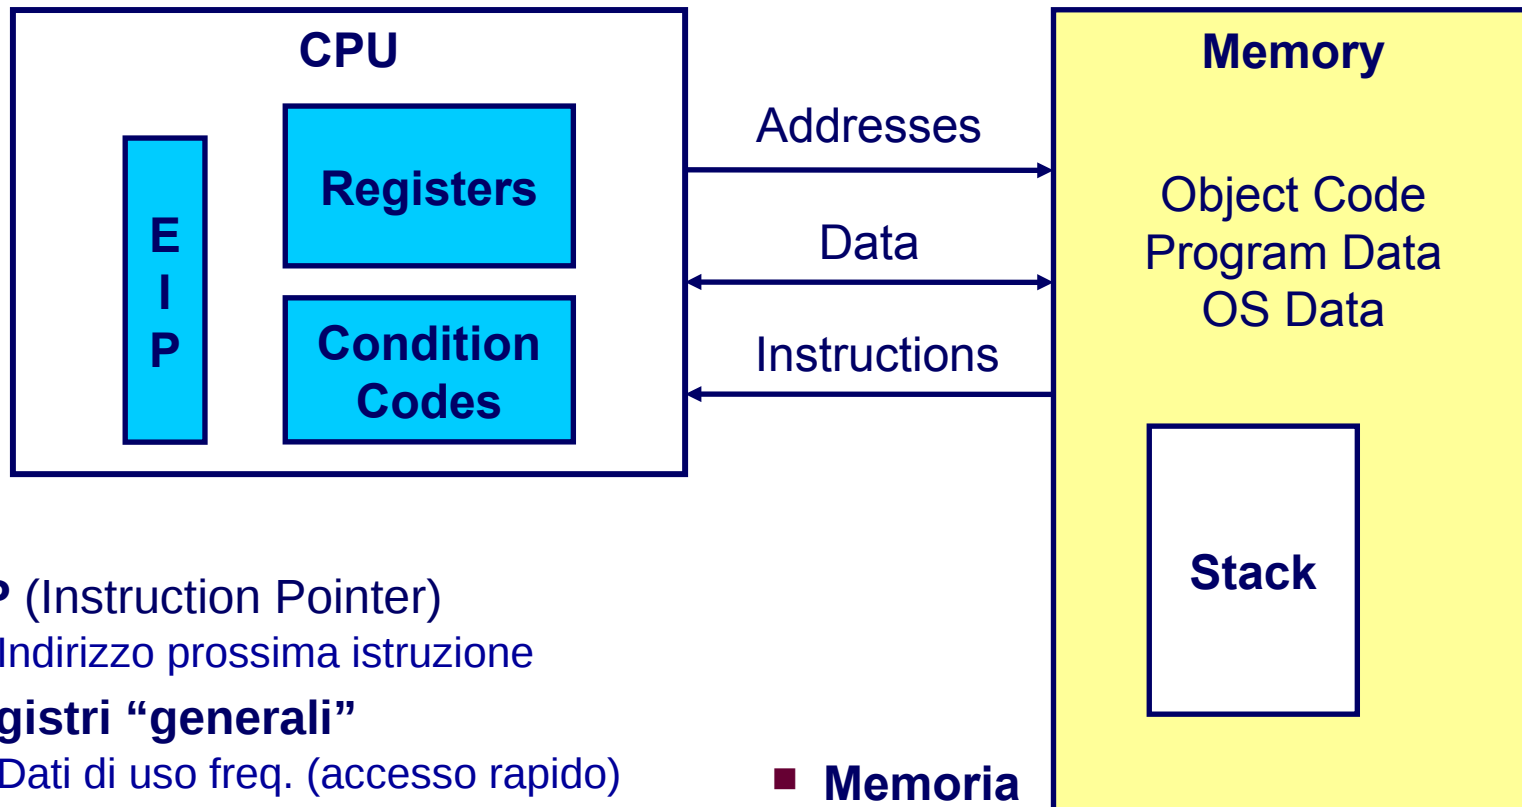 CPU
Registers
E
I
P
Condition
Codes
Addresses
Data
Instructions
Memory
Object Code
Program Data
OS Data
Stack
P (Instruction Pointer)
Indirizzo prossima istruzione
gistri “generali”
Dati di uso freq. (accesso rapido)
■ Memoria